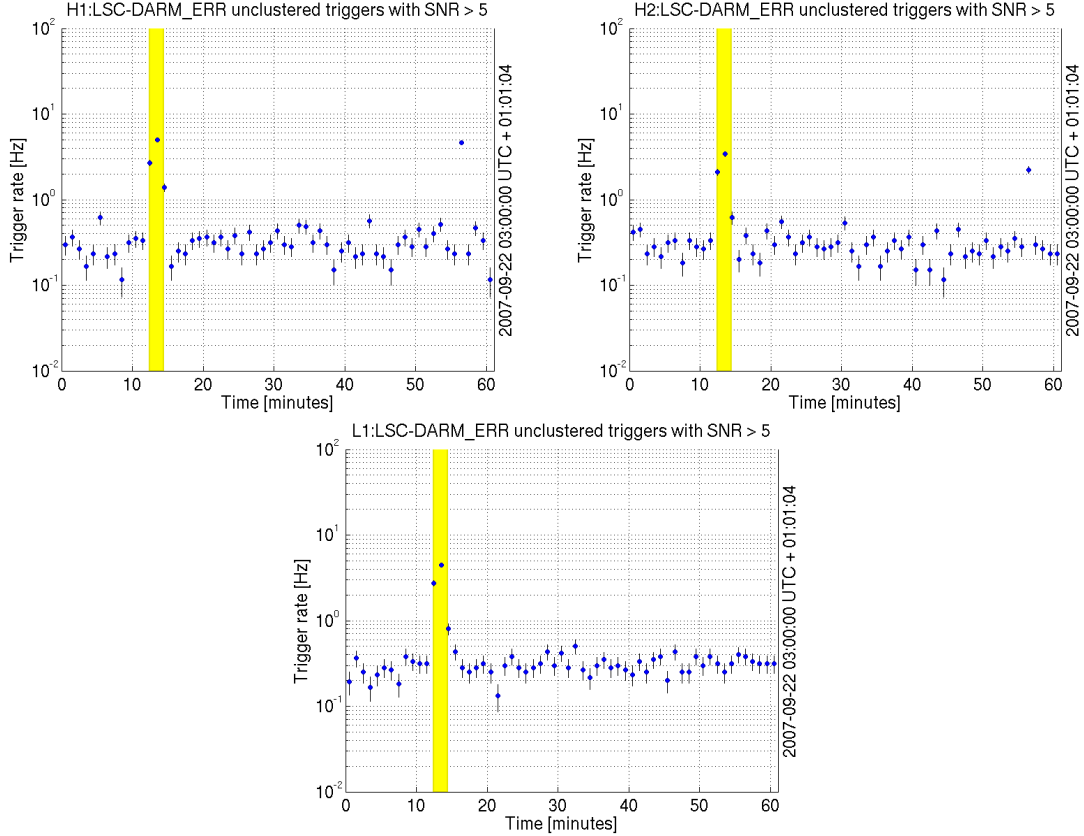 H1:LSC-DARM_ERR unclustered triggers with SNR > 5
Trigger rate [Hz]
10^2
10^1
10^0
10^-1
10^-2
0 10 20 30 40 50 60
Time [minutes]
2007-09-22 03:00:00 UTC + 01:01:04
H2:LSC-DARM_ERR unclustered triggers with SNR > 5
Trigger rate [Hz]
10^2
10^1
10^0
10^-1
10^-2
0 10 20 30 40 50 60
Time [minutes]
2007-09-22 03:00:00 UTC + 01:01:04
L1:LSC-DARM_ERR unclustered triggers with SNR > 5
Trigger rate [Hz]
10^2
10^1
10^0
10^-1
10^-2
0 10 20 30 40 50 60
Time [minutes]
2007-09-22 03:00:00 UTC + 01:01:04